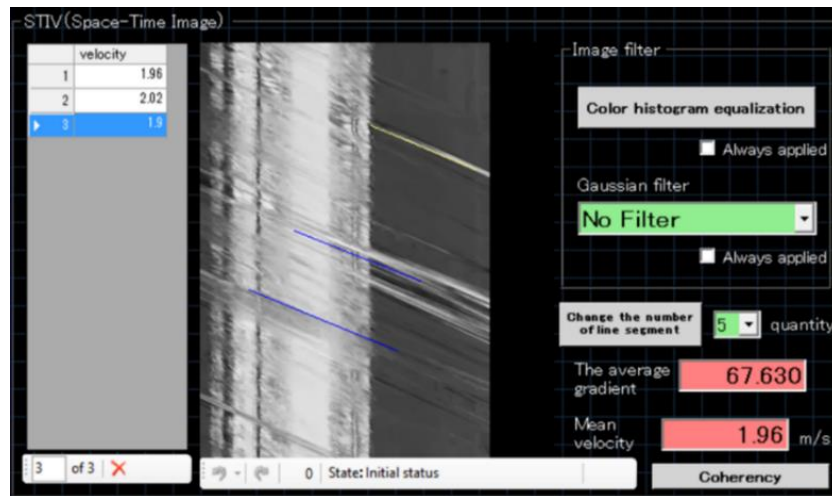 STIV(Space-Time Image)
velocity
1 1.96
2 2.02
3 1.9
3 of 3
0 State: Initial status
Image filter
Color histogram equalization
Always applied
Gaussian filter
No Filter
Always applied
Change the number
of line segment
5 quantity
The average
gradient
67.630
Mean
velocity
1.96 m/s
Coherency